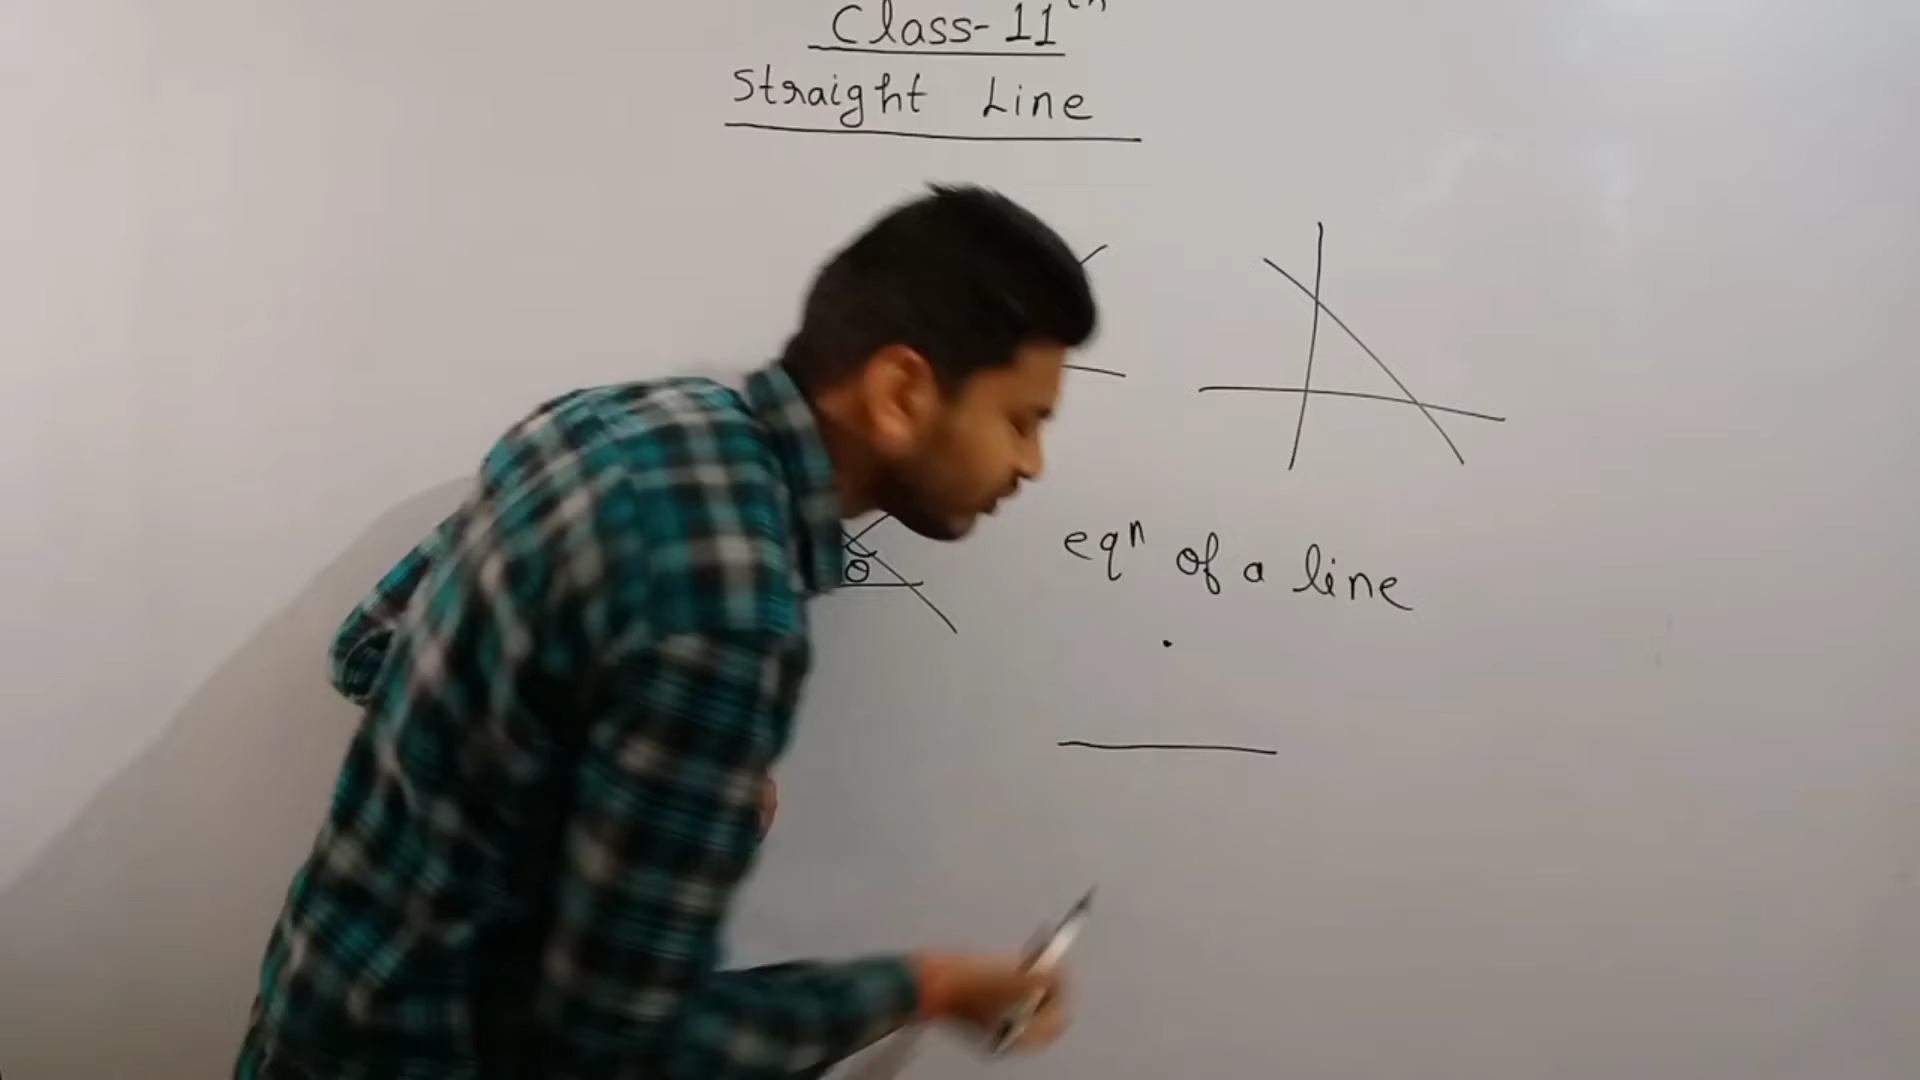 Class-11th
Straight Line
θ
eqn of a line